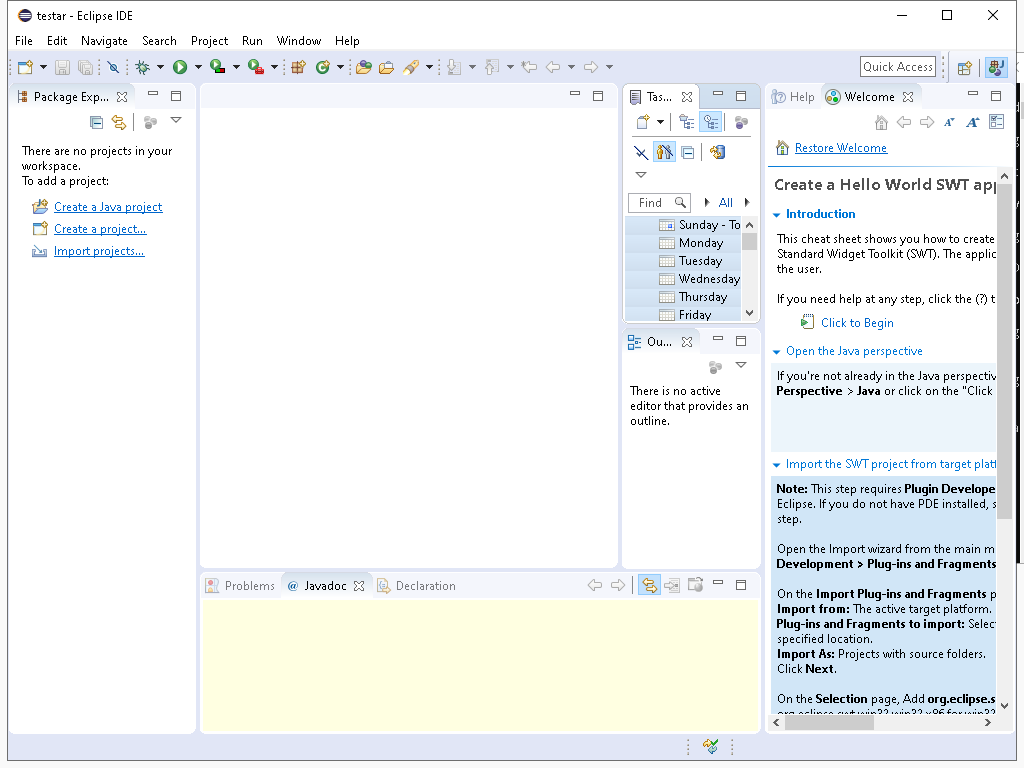 testar - Eclipse IDE
File Edit Navigate Search Project Run Window Help
Quick Access
Package Exp...
There are no projects in your
workspace.
To add a project:
Create a Java project
Create a project...
Import projects...
Tas...
Find
All
Sunday - To
Monday
Tuesday
Wednesday
Thursday
Friday
Ou...
There is no active
editor that provides an
outline.
Help Welcome
Restore Welcome
Create a Hello World SWT app
Introduction
This cheat sheet shows you how to create
Standard Widget Toolkit (SWT). The applic
the user.
If you need help at any step, click the (?) t
Click to Begin
Open the Java perspective
If you're not already in the Java perspectiv
Perspective > Java or click on the "Click
Import the SWT project from target platf
Note: This step requires Plugin Develope
Eclipse. If you do not have PDE installed, s
step.
Open the Import wizard from the main m
Development > Plug-ins and Fragments
On the Import Plug-ins and Fragments p
Import from: The active target platform.
Plug-ins and Fragments to import: Selec
specified location.
Import As: Projects with source folders.
Click Next.
On the Selection page, Add org.eclipse.s
Problems @ Javadoc Declaration